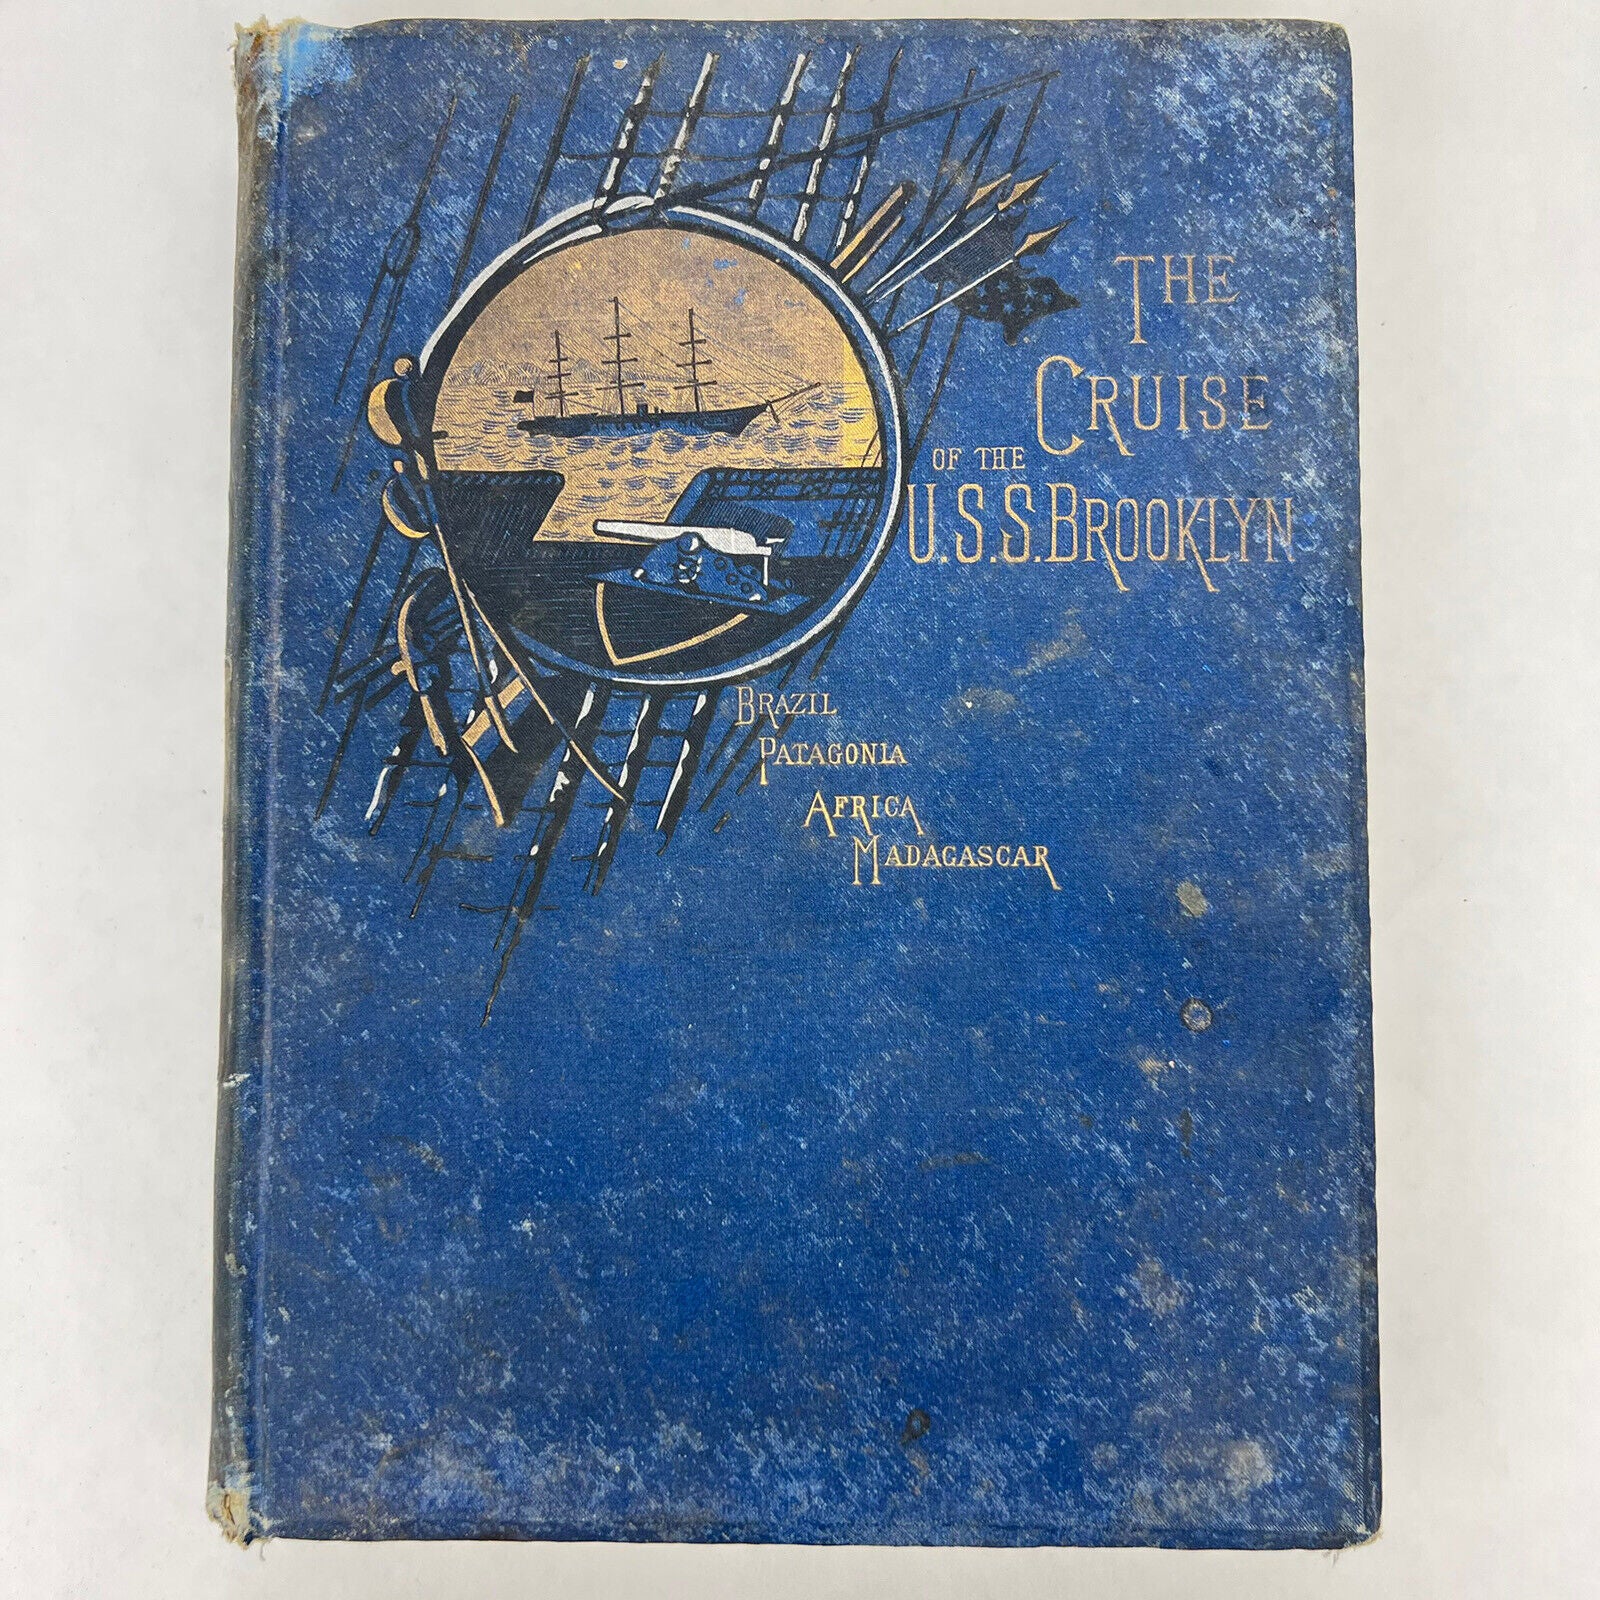 THE
CRUISE
OF THE
U.S.S. BROOKLYN
BRAZIL
PATAGONIA
AFRICA
MADAGASCAR